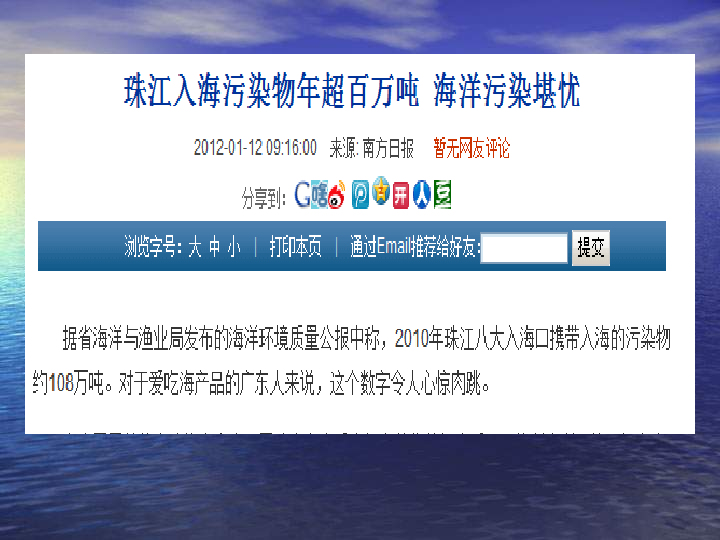 珠江入海污染物年超百万吨 海洋污染堪忧
2012-01-12 09:16:00 来源: 南方日报 暂无网友评论
分享到:
浏览字号: 大 中 小 | 打印本页 | 通过Email推荐给好友: 提交
据省海洋与渔业局发布的海洋环境质量公报中称，2010年珠江八大入海口携带入海的污染物
约108万吨。对于爱吃海产品的广东人来说，这个数字令人心惊肉跳。